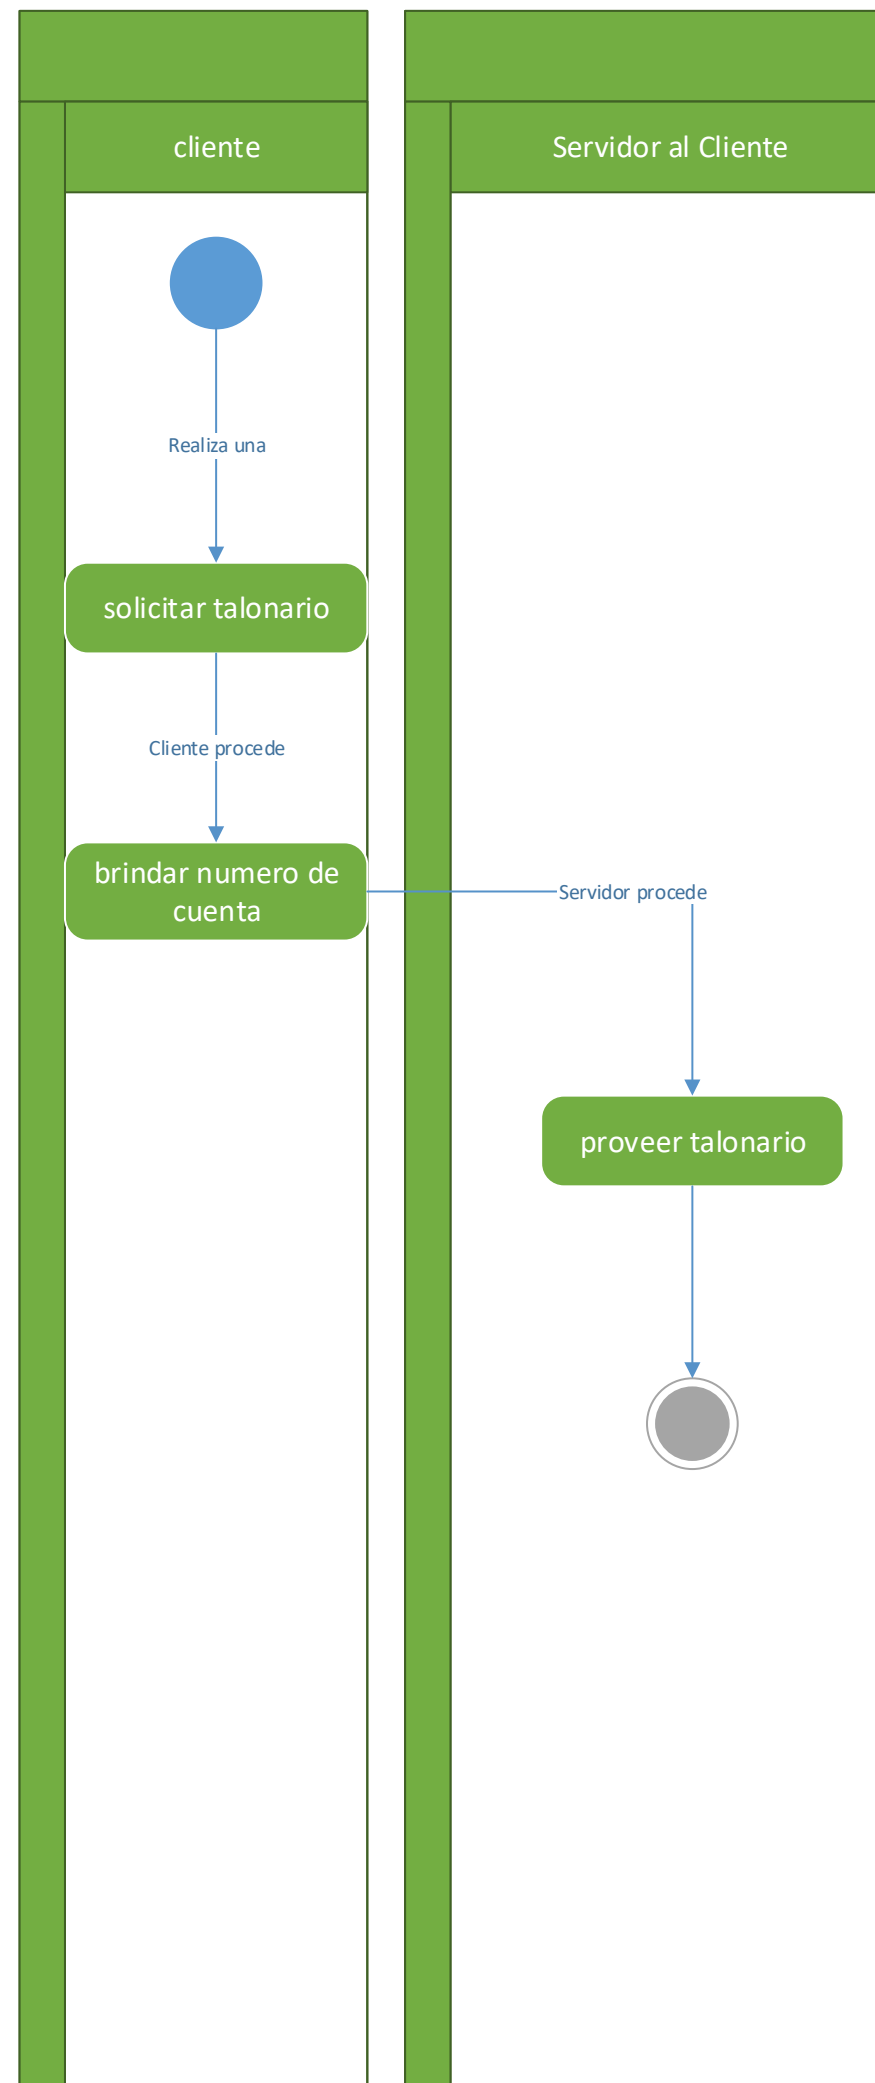 cliente
Servidor al Cliente
Realiza una
solicitar talonario
Cliente procede
brindar numero de
cuenta
Servidor procede
proveer talonario